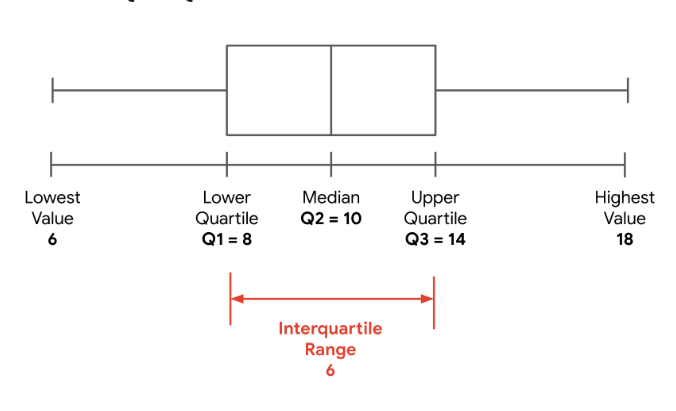 Lowest
Value
6
Lower
Quartile
Q1 = 8
Median
Q2 = 10
Upper
Quartile
Q3 = 14
Highest
Value
18
Interquartile
Range
6